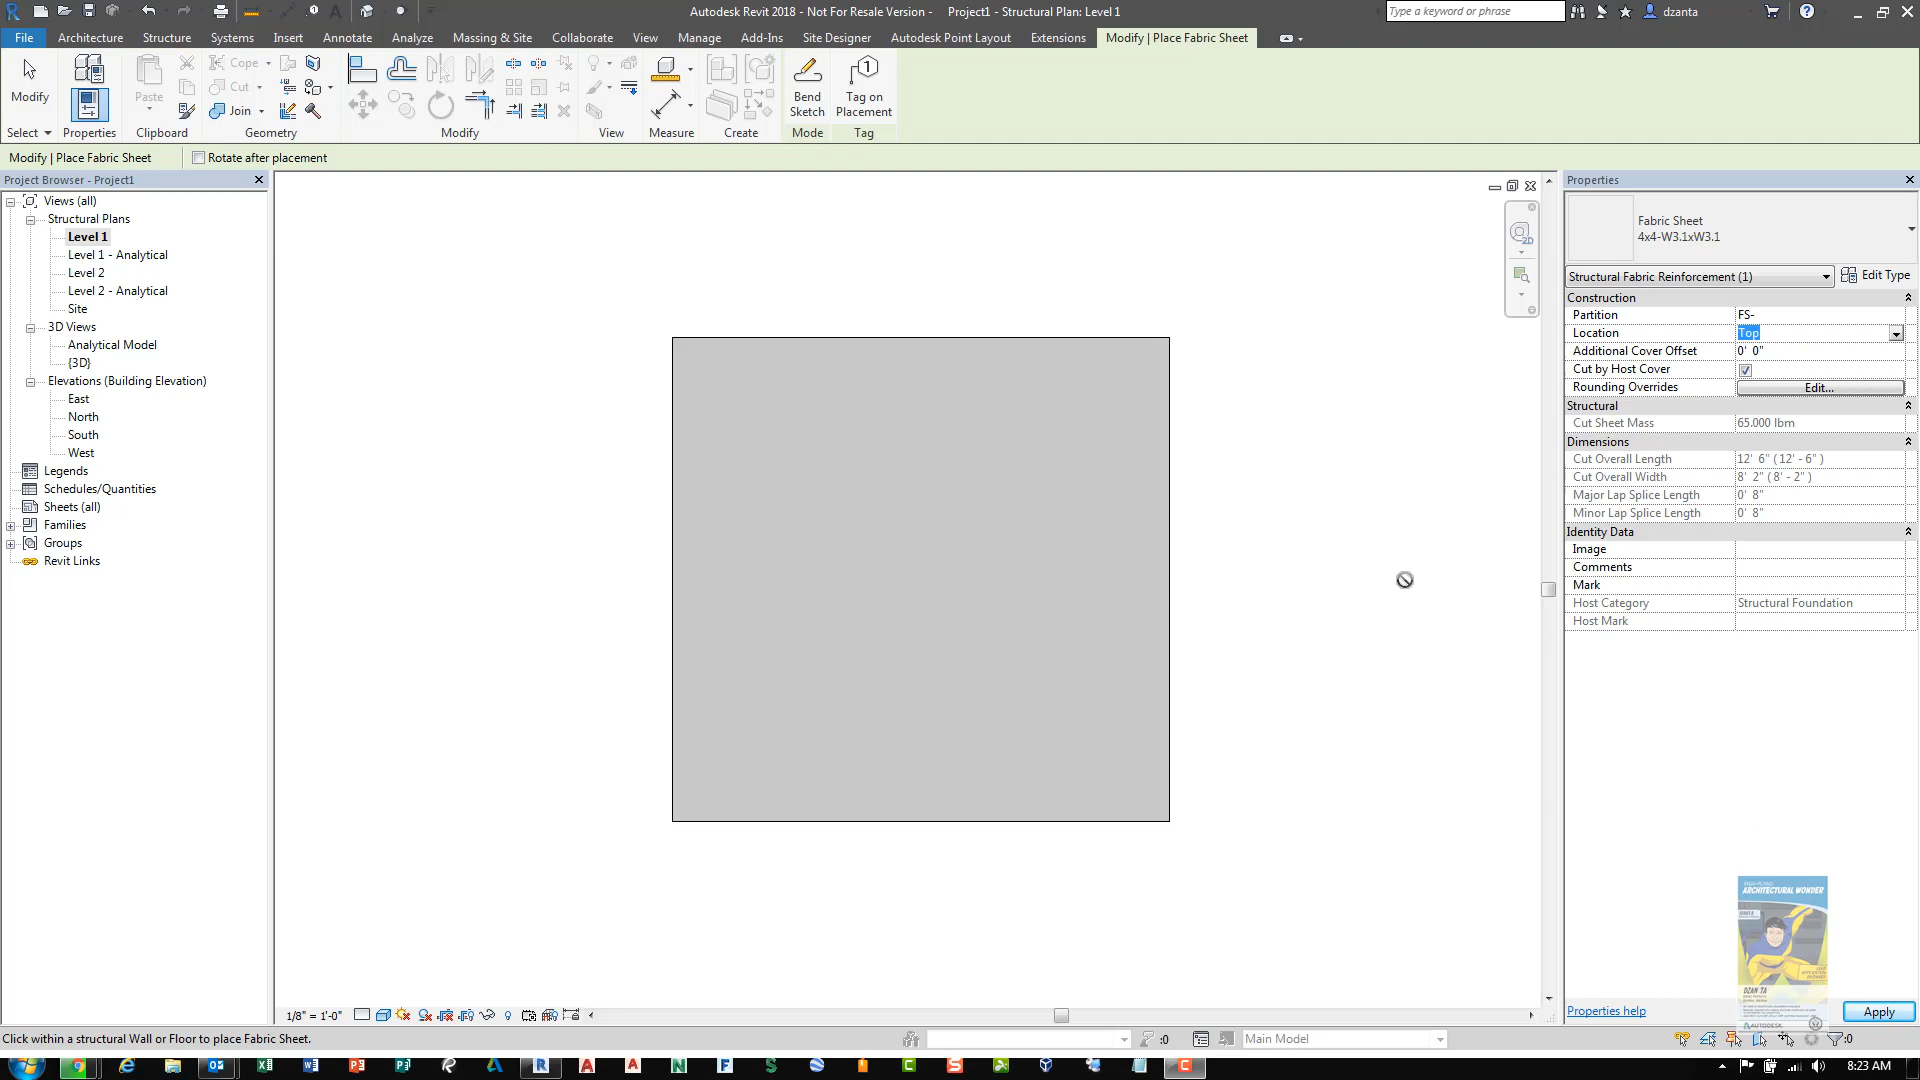 Autodesk Revit 2018 - Not For Resale Version -    Project1 - Structural Plan: Level 1
Type a keyword or phrase
dzanta
File Architecture Structure Systems Insert Annotate Analyze Massing & Site Collaborate View Manage Add-Ins Site Designer Autodesk Point Layout Extensions Modify | Place Fabric Sheet
Modify
Paste
Cope
Cut
Join
Bend Sketch
Tag on Placement
Select Properties Clipboard Geometry Modify View Measure Create Mode Tag
Modify | Place Fabric Sheet
Rotate after placement
Project Browser - Project1
Views (all)
Structural Plans
Level 1
Level 1 - Analytical
Level 2
Level 2 - Analytical
Site
3D Views
Analytical Model
{3D}
Elevations (Building Elevation)
East
North
South
West
Legends
Schedules/Quantities
Sheets (all)
Families
Groups
Revit Links
2D
Properties
Fabric Sheet
4x4-W3.1xW3.1
Structural Fabric Reinforcement (1)
Edit Type
Construction
Partition FS-
Location Top
Additional Cover Offset 0' 0"
Cut by Host Cover
Rounding Overrides Edit...
Structural
Cut Sheet Mass 65.000 lbm
Dimensions
Cut Overall Length 12' 6" ( 12' - 6" )
Cut Overall Width 8' 2" ( 8' - 2" )
Major Lap Splice Length 0' 8"
Minor Lap Splice Length 0' 8"
Identity Data
Image
Comments
Mark
Host Category Structural Foundation
Host Mark
ARCHITECTURAL WONDER
DZAN TA
AUTODESK
Properties help
Apply
1/8" = 1'-0"
Click within a structural Wall or Floor to place Fabric Sheet.
:0
Main Model
:0
8:23 AM